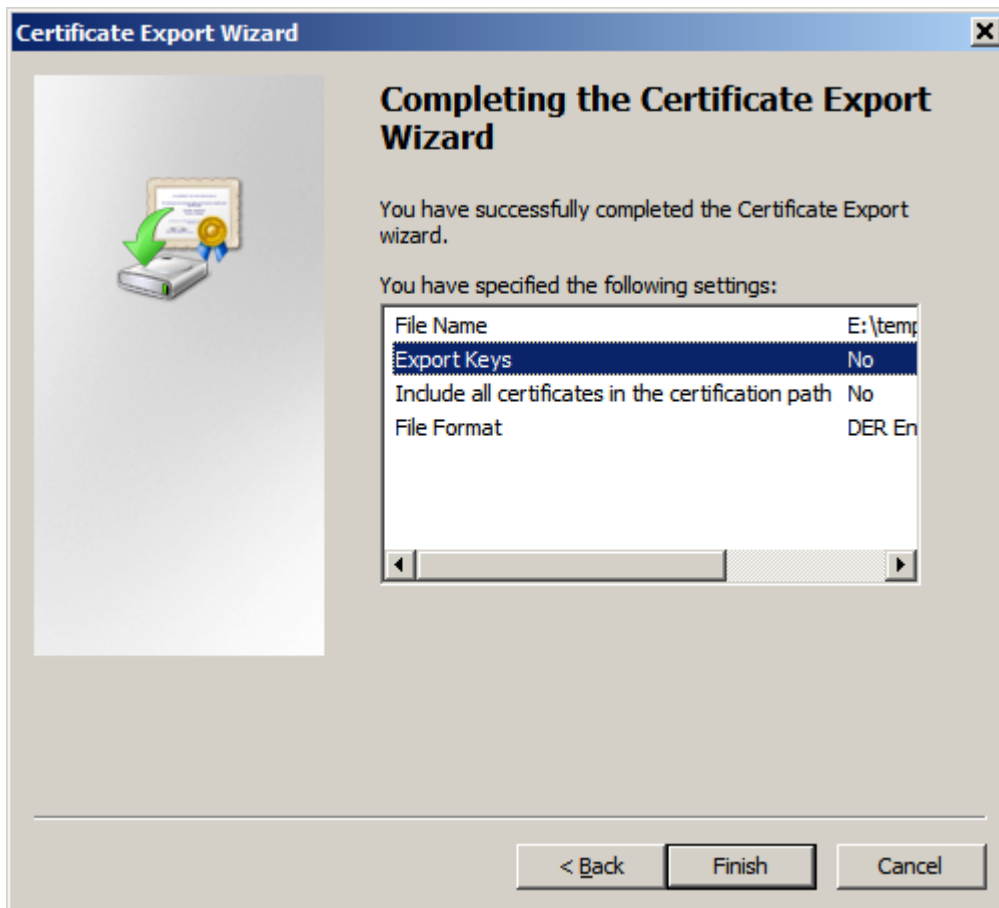 Certificate Export Wizard
Completing the Certificate Export
Wizard
You have successfully completed the Certificate Export
wizard.
You have specified the following settings:
File Name E:\temp
Export Keys No
Include all certificates in the certification path No
File Format DER En
< Back Finish Cancel